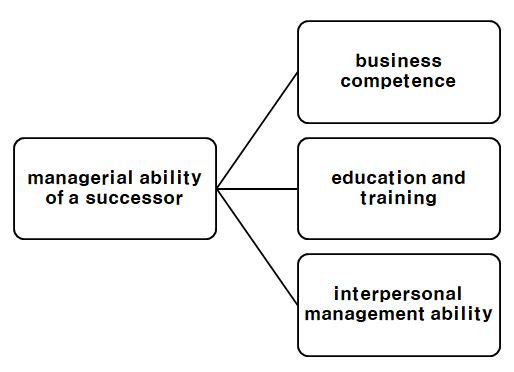 business
competence
managerial ability
of a successor
education and
training
interpersonal
management ability